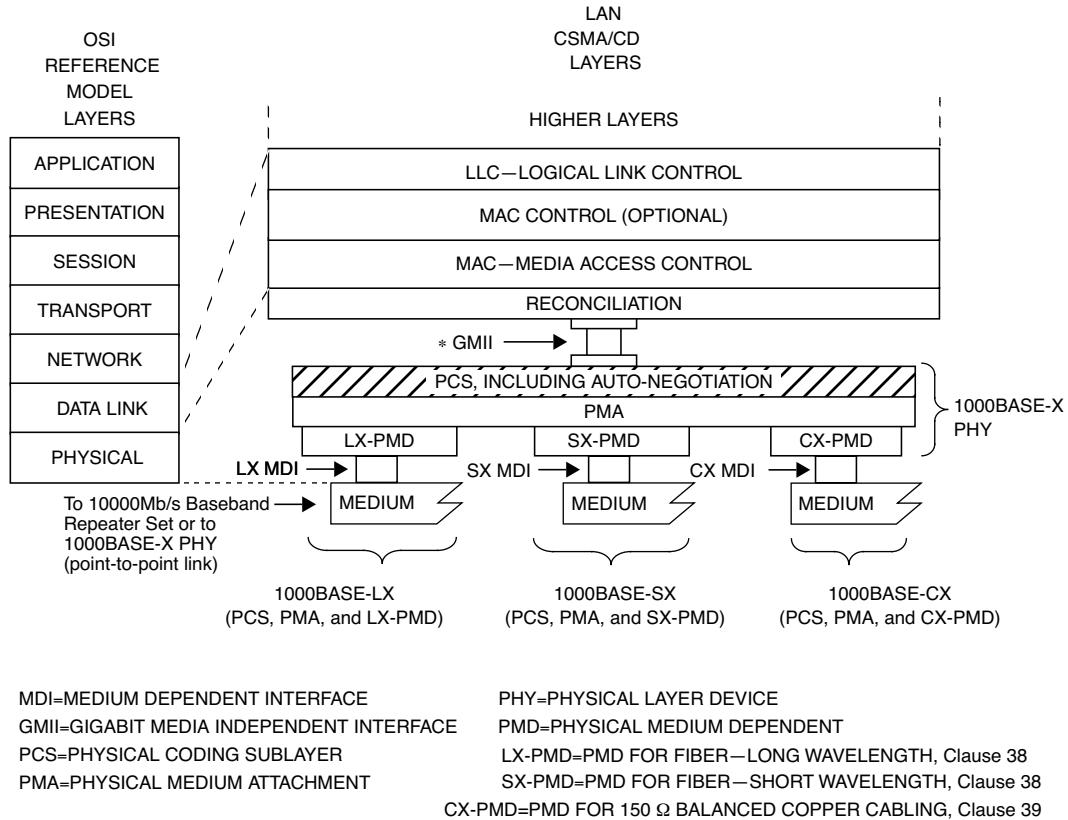 LAN
CSMA/CD
LAYERS
OSI
REFERENCE
MODEL
LAYERS
HIGHER LAYERS
APPLICATION
PRESENTATION
SESSION
TRANSPORT
NETWORK
DATA LINK
PHYSICAL
LLC—LOGICAL LINK CONTROL
MAC CONTROL (OPTIONAL)
MAC—MEDIA ACCESS CONTROL
RECONCILIATION
* GMII
PCS, INCLUDING AUTO-NEGOTIATION
PMA
1000BASE-X
PHY
LX-PMD
SX-PMD
CX-PMD
LX MDI
SX MDI
CX MDI
MEDIUM
MEDIUM
MEDIUM
To 10000Mb/s Baseband
Repeater Set or to
1000BASE-X PHY
(point-to-point link)
1000BASE-LX
(PCS, PMA, and LX-PMD)
1000BASE-SX
(PCS, PMA, and SX-PMD)
1000BASE-CX
(PCS, PMA, and CX-PMD)
MDI=MEDIUM DEPENDENT INTERFACE
GMII=GIGABIT MEDIA INDEPENDENT INTERFACE
PCS=PHYSICAL CODING SUBLAYER
PMA=PHYSICAL MEDIUM ATTACHMENT
PHY=PHYSICAL LAYER DEVICE
PMD=PHYSICAL MEDIUM DEPENDENT
LX-PMD=PMD FOR FIBER—LONG WAVELENGTH, Clause 38
SX-PMD=PMD FOR FIBER—SHORT WAVELENGTH, Clause 38
CX-PMD=PMD FOR 150 Ω BALANCED COPPER CABLING, Clause 39